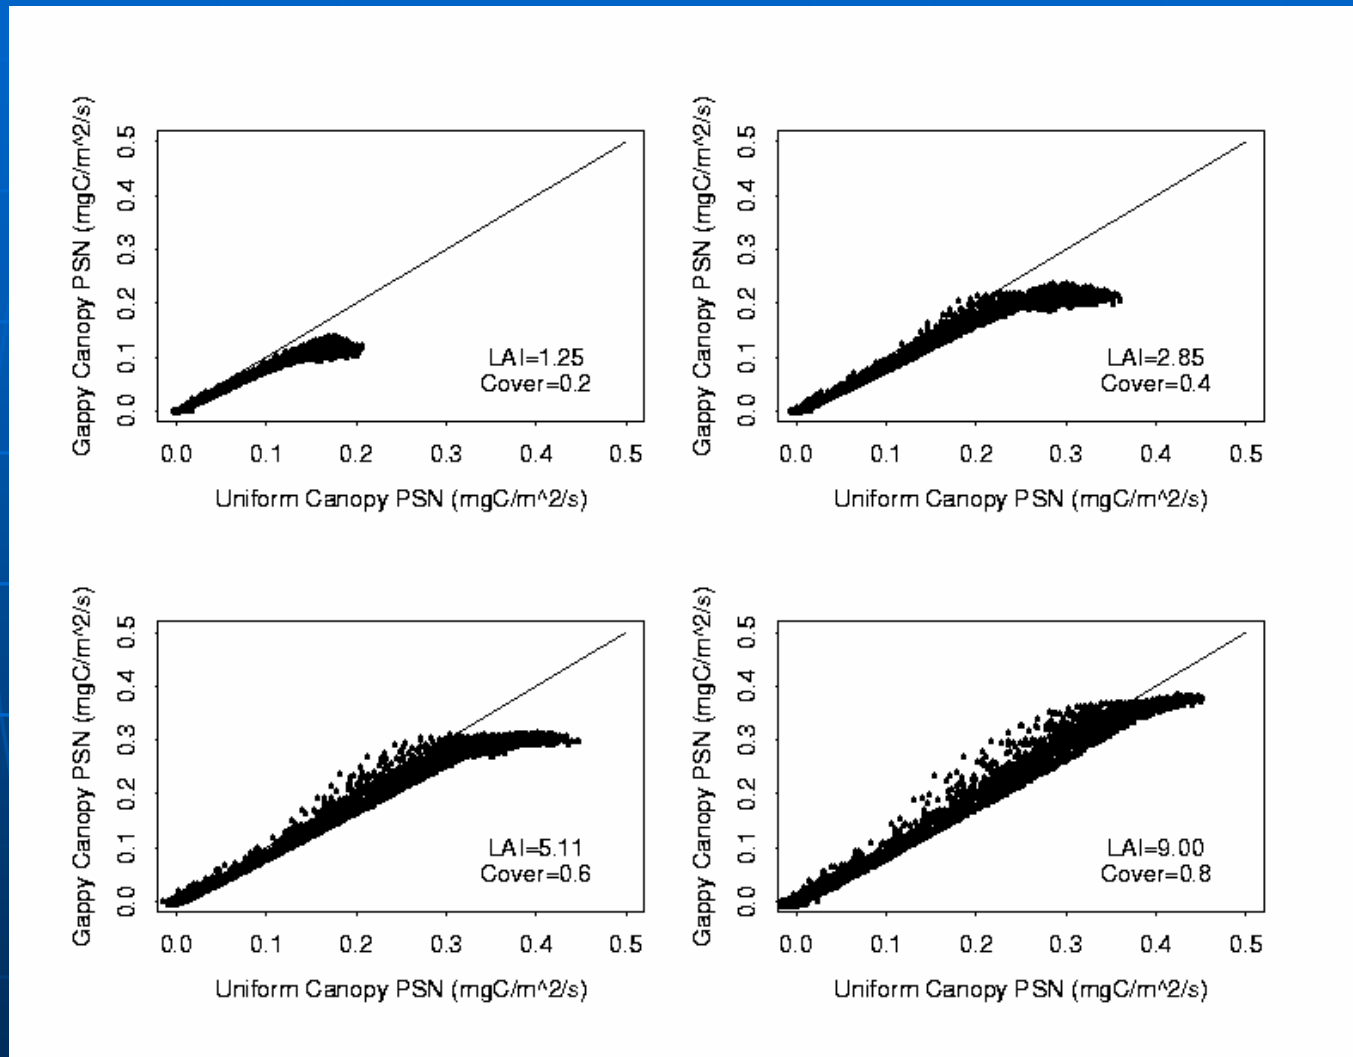 Gappy Canopy PSN (mgC/m^2/s)
0.5
0.4
0.3
0.2
0.1
0.0
LAI=1.25
Cover=0.2
0.0 0.1 0.2 0.3 0.4 0.5
Uniform Canopy PSN (mgC/m^2/s)
Gappy Canopy PSN (mgC/m^2/s)
0.5
0.4
0.3
0.2
0.1
0.0
LAI=2.85
Cover=0.4
0.0 0.1 0.2 0.3 0.4 0.5
Uniform Canopy PSN (mgC/m^2/s)
Gappy Canopy PSN (mgC/m^2/s)
0.5
0.4
0.3
0.2
0.1
0.0
LAI=5.11
Cover=0.6
0.0 0.1 0.2 0.3 0.4 0.5
Uniform Canopy PSN (mgC/m^2/s)
Gappy Canopy PSN (mgC/m^2/s)
0.5
0.4
0.3
0.2
0.1
0.0
LAI=9.00
Cover=0.8
0.0 0.1 0.2 0.3 0.4 0.5
Uniform Canopy PSN (mgC/m^2/s)